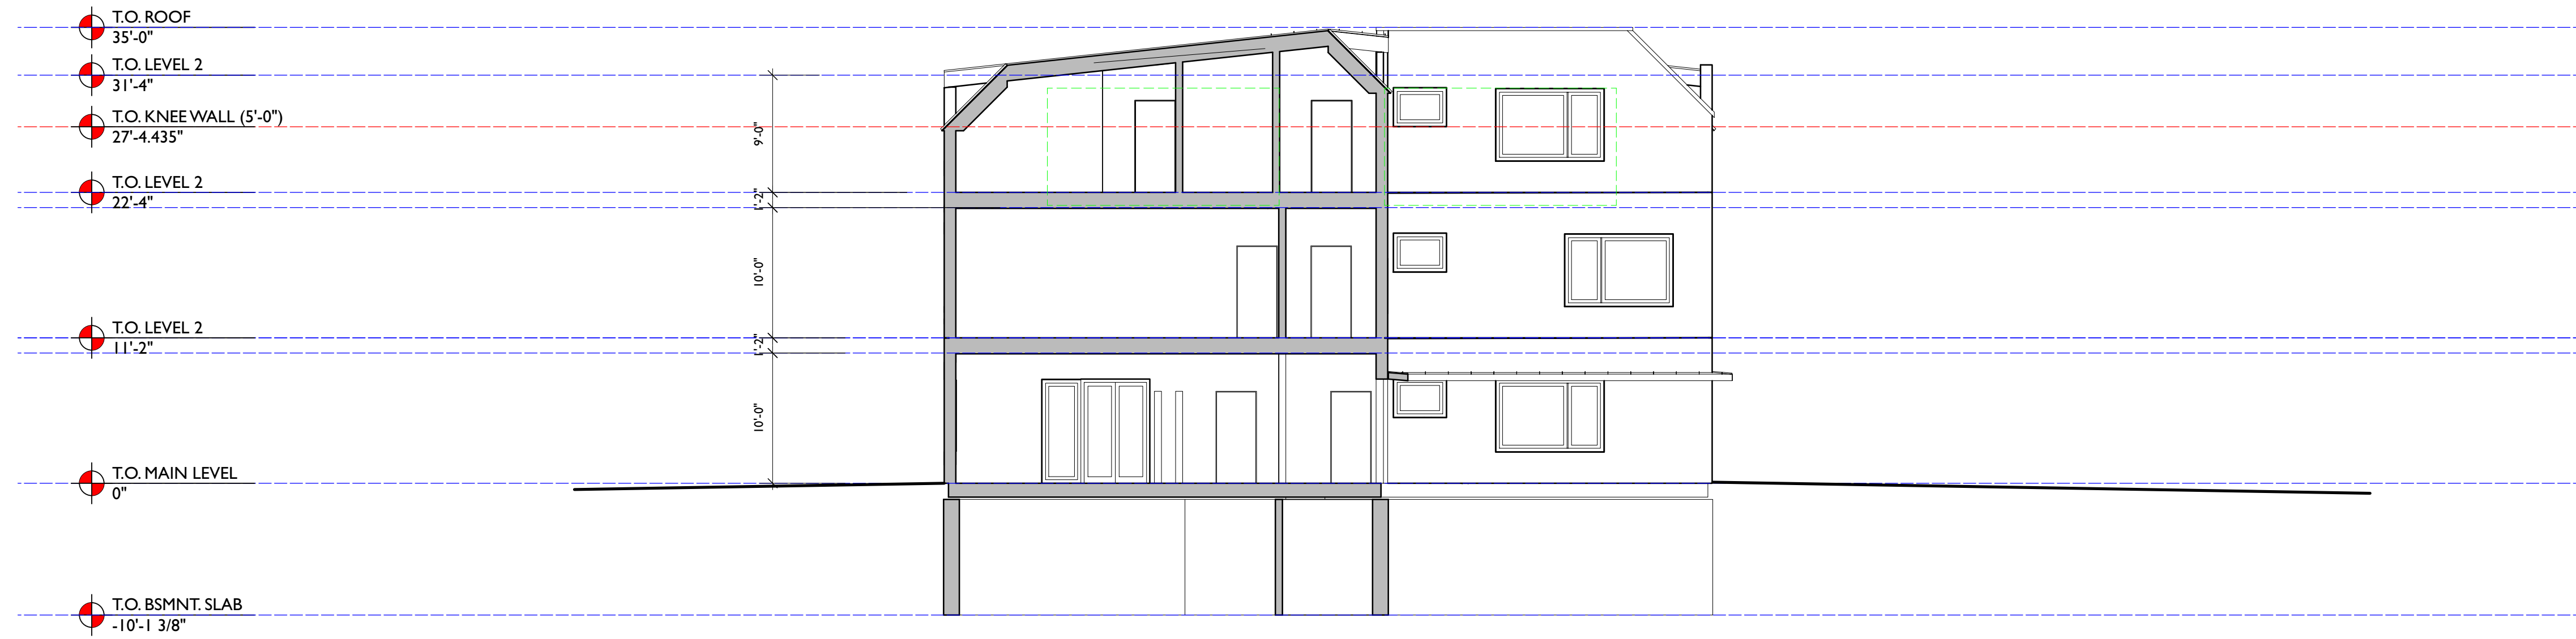 T.O. ROOF
35'-0"
T.O. LEVEL 2
31'-4"
T.O. KNEE WALL (5'-0")
27'-4.435"
T.O. LEVEL 2
22'-4"
T.O. LEVEL 2
11'-2"
T.O. MAIN LEVEL
0"
T.O. BSMNT. SLAB
-10'-1 3/8"
9'-0"
1'-2"
10'-0"
1'-2"
10'-0"